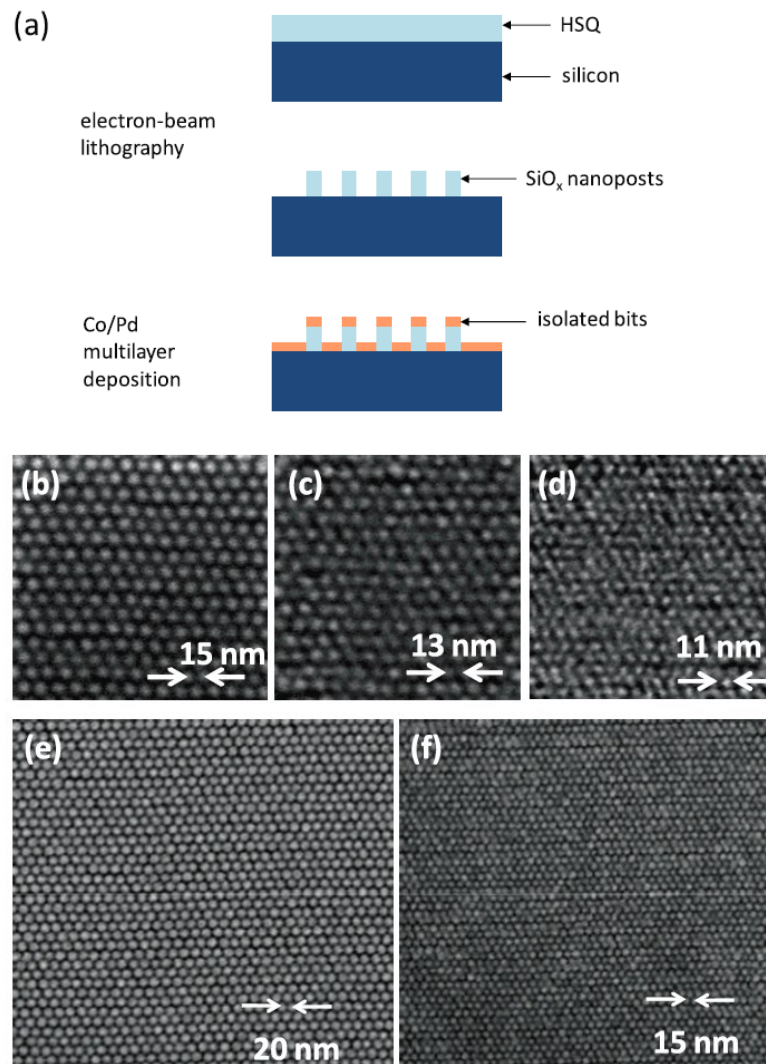 (a)
HSQ
silicon
electron-beam
lithography
SiOₓ nanoposts
Co/Pd
multilayer
deposition
isolated bits
(b)
15 nm
(c)
13 nm
(d)
11 nm
(e)
20 nm
(f)
15 nm